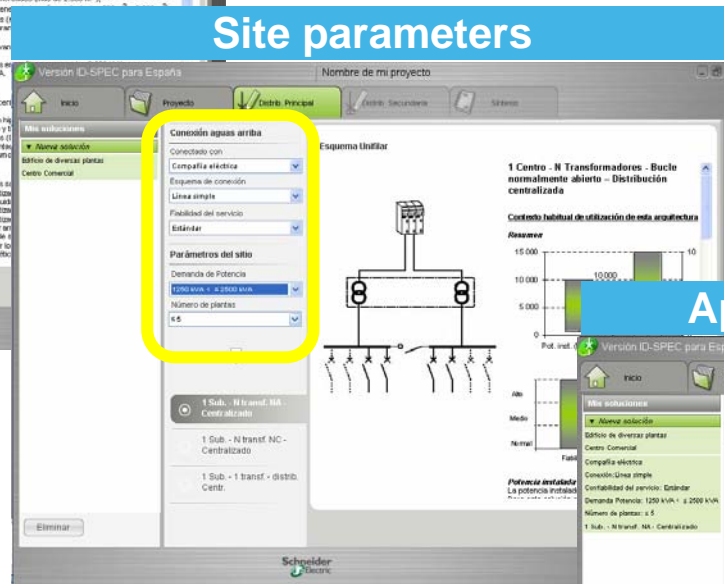 Site parameters
Versión ID-SPEC para España
Nombre de mi proyecto
Inicio
Proyecto
Distrib. Principal
Distrib. Secundaria
Síntesis
Mis soluciones
▼ Nueva solución
Edificio de diversas plantas
Centro Comercial
Conexión aguas arriba
Conectado con
Compañía eléctrica
Esquema de conexión
Línea simple
Fiabilidad del servicio
Estándar
Parámetros del sitio
Demanda de Potencia
1250 kVA < ≤ 2500 kVA
Número de plantas
≤ 5
1 Sub. - N transf. NA - Centralizado
1 Sub. - N transf. NC - Centralizado
1 Sub. - 1 transf. - distrib. Centr.
Eliminar
Esquema Unifilar
1 Centro - N Transformadores - Bucle
normalmente abierto – Distribución
centralizada
Contexto habitual de utilización de esta arquitectura
Resumen
15 000
10
10 000
10 000
5 000
0
Pot. inst. (
Alto
Medio
Normal
Fiabil
Potencia instalada
La potencia instalad
Schneider
Electric
Ap
Versión ID-SPEC para Esp
Inicio
Mis soluciones
▼ Nueva solución
Edificio de diversas plantas
Centro Comercial
Compañía eléctrica
Conexión: Línea simple
Confiabilidad del servicio: Estándar
Demanda Potencia: 1250 kVA < ≤ 2500 kVA
Número de plantas: ≤ 5
1 Sub. - N transf. NA - Centralizado